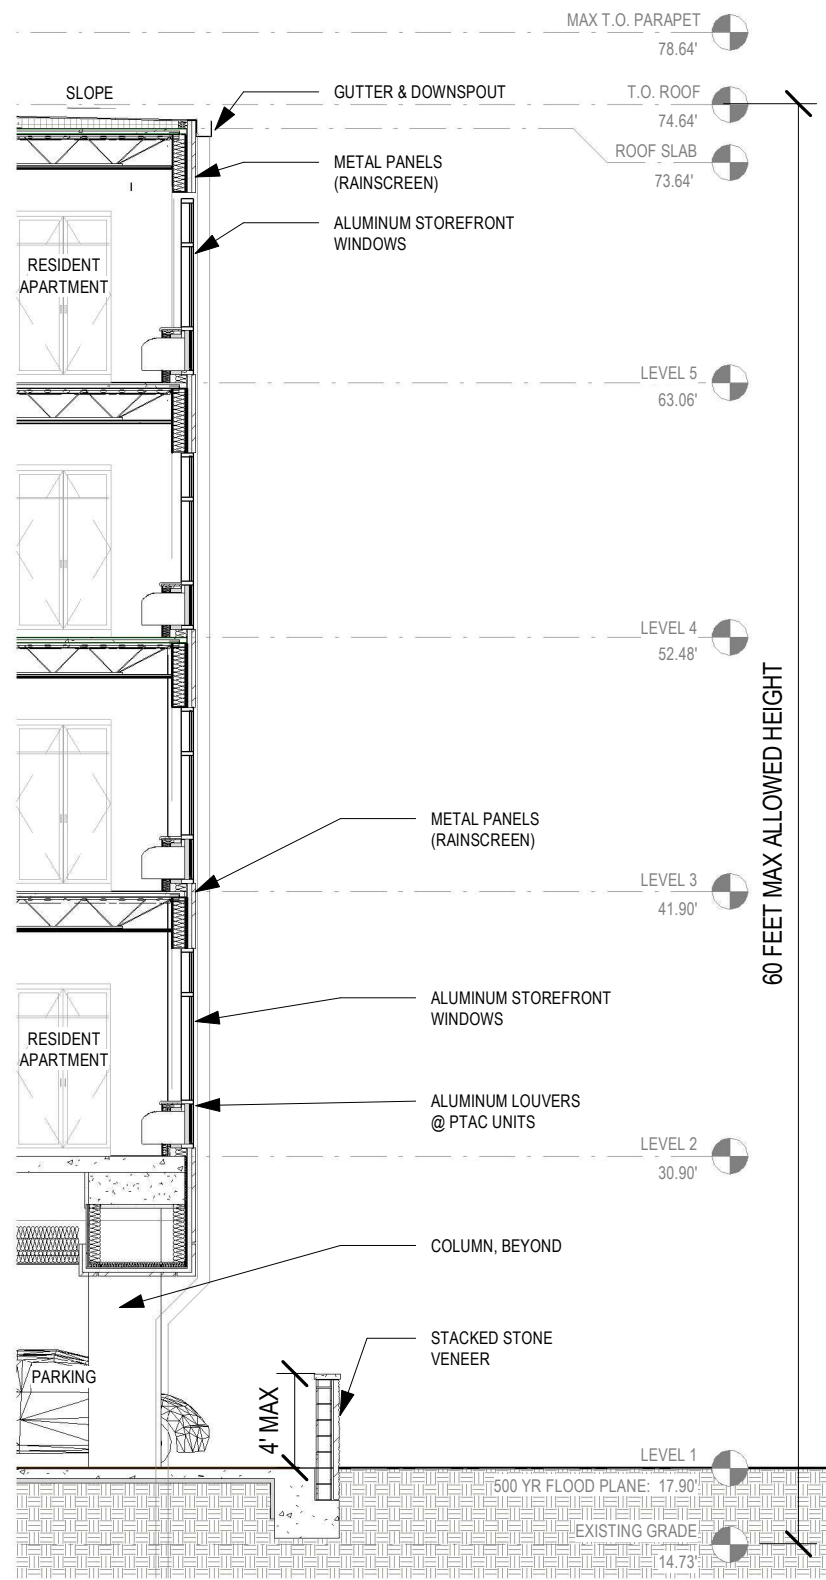 MAX T.O. PARAPET
78.64'
SLOPE
GUTTER & DOWNSPOUT
T.O. ROOF
74.64'
METAL PANELS
(RAINSCREEN)
ROOF SLAB
73.64'
ALUMINUM STOREFRONT
WINDOWS
RESIDENT
APARTMENT
LEVEL 5
63.06'
LEVEL 4
52.48'
60 FEET MAX ALLOWED HEIGHT
METAL PANELS
(RAINSCREEN)
LEVEL 3
41.90'
ALUMINUM STOREFRONT
WINDOWS
RESIDENT
APARTMENT
ALUMINUM LOUVERS
@ PTAC UNITS
LEVEL 2
30.90'
COLUMN, BEYOND
STACKED STONE
VENEER
PARKING
4' MAX
LEVEL 1
500 YR FLOOD PLANE: 17.90'
EXISTING GRADE
14.73'